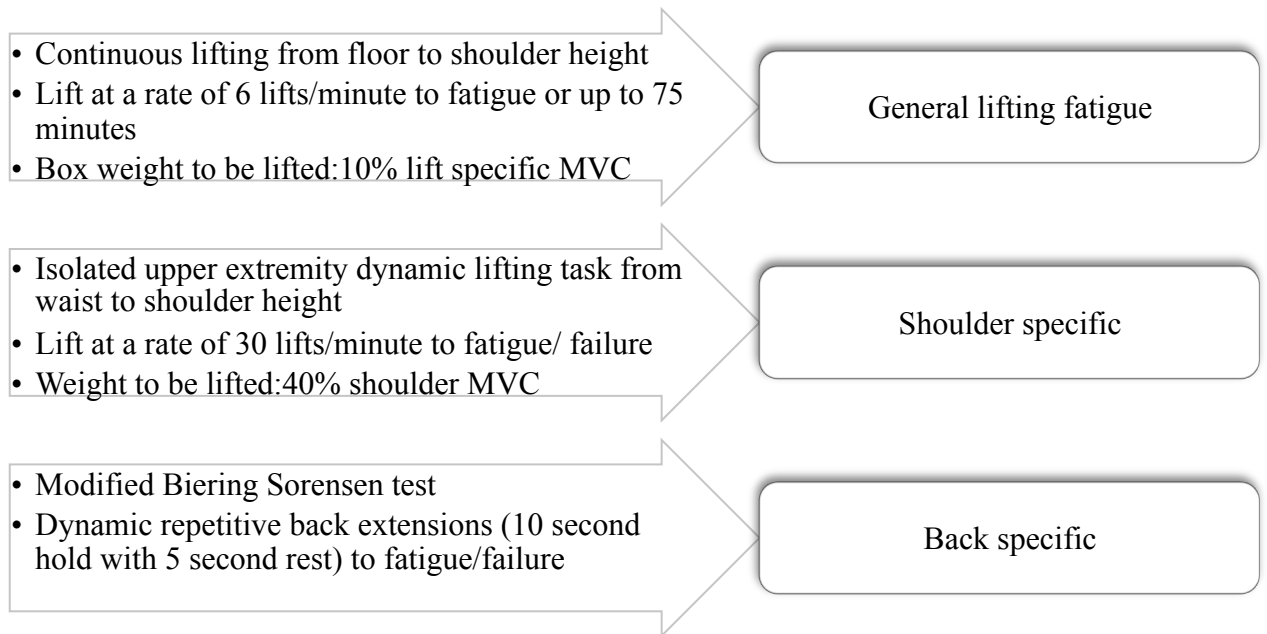 • Continuous lifting from floor to shoulder height
• Lift at a rate of 6 lifts/minute to fatigue or up to 75
minutes
• Box weight to be lifted:10% lift specific MVC
General lifting fatigue
• Isolated upper extremity dynamic lifting task from
waist to shoulder height
• Lift at a rate of 30 lifts/minute to fatigue/ failure
• Weight to be lifted:40% shoulder MVC
Shoulder specific
• Modified Biering Sorensen test
• Dynamic repetitive back extensions (10 second
hold with 5 second rest) to fatigue/failure
Back specific